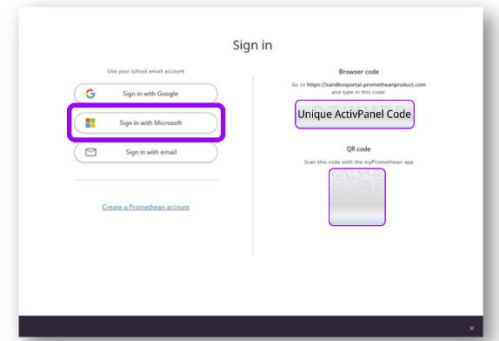 Sign in
Use your school email account
Sign in with Google
Sign in with Microsoft
Sign in with email
Create a Promethean account
Browser code
Go to https://sandboxportal.prometheanproduct.com
and type in this code:
Unique ActivPanel Code
QR code
Scan this code with the myPromethean app